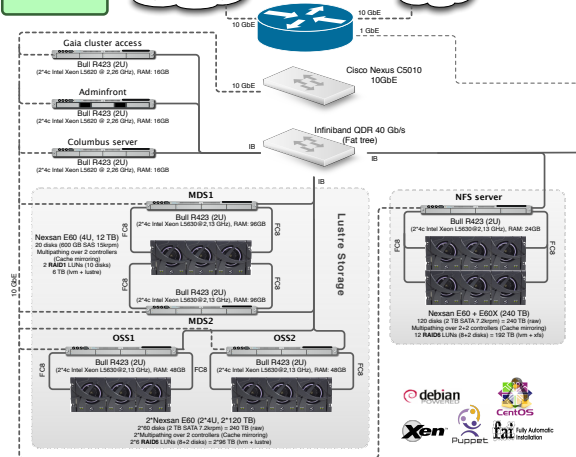 10 GbE
10 GbE
1 GbE
Gaia cluster access
Bull R423 (2U)
(2*4c Intel Xeon L5620 @ 2,26 GHz), RAM: 16GB
10 GbE
Cisco Nexus C5010
10GbE
Adminfront
Bull R423 (2U)
(2*4c Intel Xeon L5620 @ 2,26 GHz), RAM: 16GB
Infiniband QDR 40 Gb/s
(Fat tree)
Columbus server
Bull R423 (2U)
(2*4c Intel Xeon L5620 @ 2,26 GHz), RAM: 16GB
IB
IB
IB
MDS1
Bull R423 (2U)
(2*4c Intel Xeon L5630@2,13 GHz), RAM: 96GB
Nexsan E60 (4U, 12 TB)
20 disks (600 GB SAS 15krpm)
Multipathing over 2 controllers
(Cache mirroring)
2 RAID1 LUNs (10 disks)
6 TB (lvm + lustre)
FC8
FC8
FC8
FC8
Bull R423 (2U)
(2*4c Intel Xeon L5630@2,13 GHz), RAM: 96GB
MDS2
Lustre Storage
10 GbE
NFS server
Bull R423 (2U)
(2*4c Intel Xeon L5630@2,13 GHz), RAM: 24GB
FC8
FC8
Nexsan E60 + E60X (240 TB)
120 disks (2 TB SATA 7.2krpm) = 240 TB (raw)
Multipathing over 2+2 controllers (Cache mirroring)
12 RAID6 LUNs (8+2 disks) = 192 TB (lvm + xfs)
OSS1
Bull R423 (2U)
(2*4c Intel Xeon L5630@2,13 GHz), RAM: 48GB
OSS2
Bull R423 (2U)
(2*4c Intel Xeon L5630@2,13 GHz), RAM: 48GB
FC8
FC8
FC8
2*Nexsan E60 (2*4U, 2*120 TB)
2*60 disks (2 TB SATA 7.2krpm) = 240 TB (raw)
2*Multipathing over 2 controllers (Cache mirroring)
2*6 RAID6 LUNs (8+2 disks) = 2*96 TB (lvm + lustre)
debian
POWERED
CentOS
Xen
Puppet
fai Fully Automatic
Installation